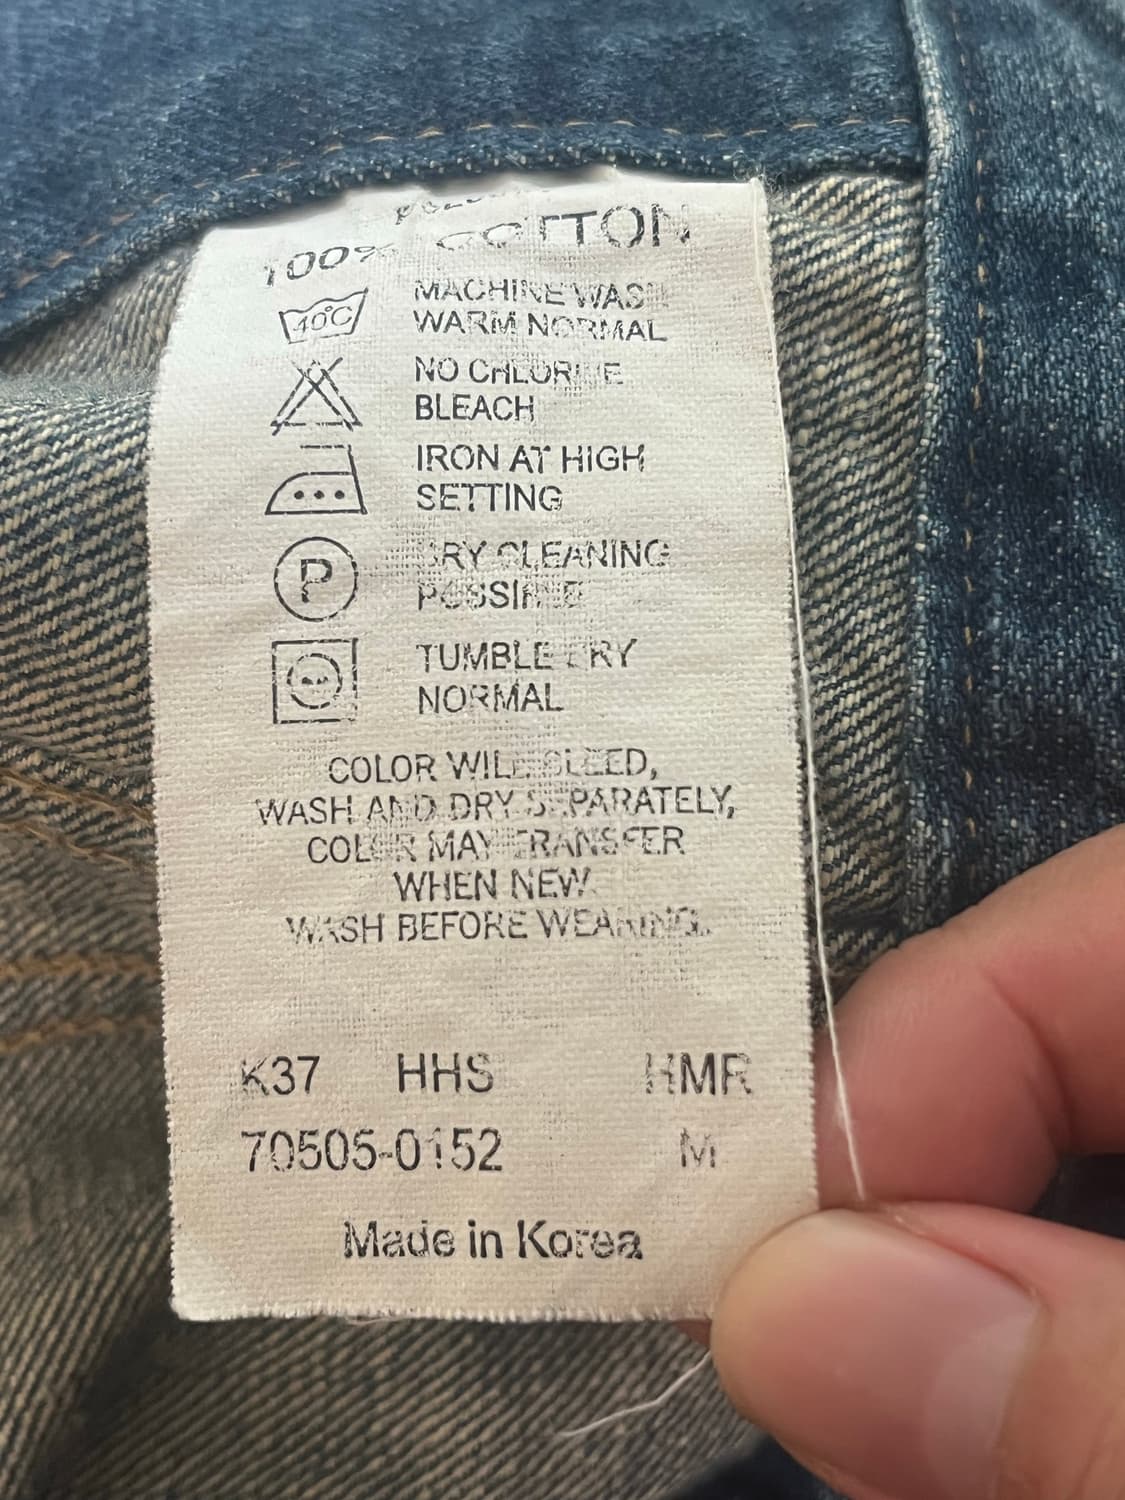 100% COTTON
40°C MACHINE WASH
WARM NORMAL
NO CHLORINE
BLEACH
IRON AT HIGH
SETTING
P DRY CLEANING
POSSIBLE
TUMBLE DRY
NORMAL
COLOR WILL BLEED,
WASH AND DRY SEPARATELY,
COLOR MAY TRANSFER
WHEN NEW.
WASH BEFORE WEARING.
K37 HHS HMR
70505-0152 M
Made in Korea